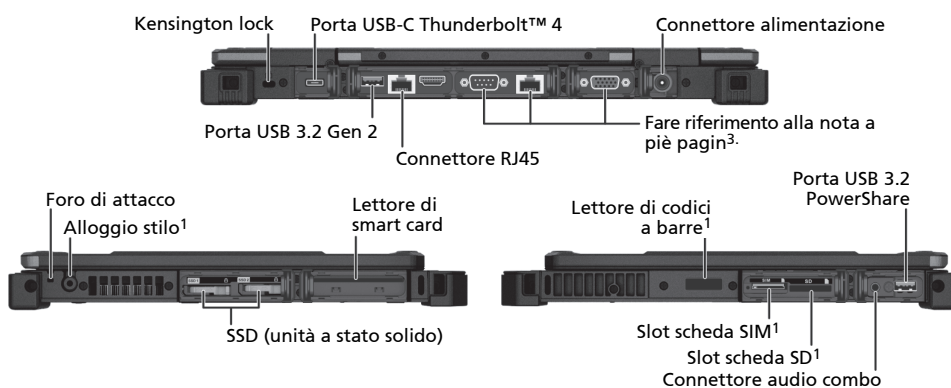 Kensington lock
Porta USB-C Thunderbolt™ 4
Connettore alimentazione
Porta USB 3.2 Gen 2
Connettore RJ45
Fare riferimento alla nota a
piè pagin3.
Foro di attacco
Alloggio stilo1
Lettore di
smart card
SSD (unità a stato solido)
Lettore di codici
a barre1
Porta USB 3.2
PowerShare
SIM
SD
Slot scheda SIM1
Slot scheda SD1
Connettore audio combo